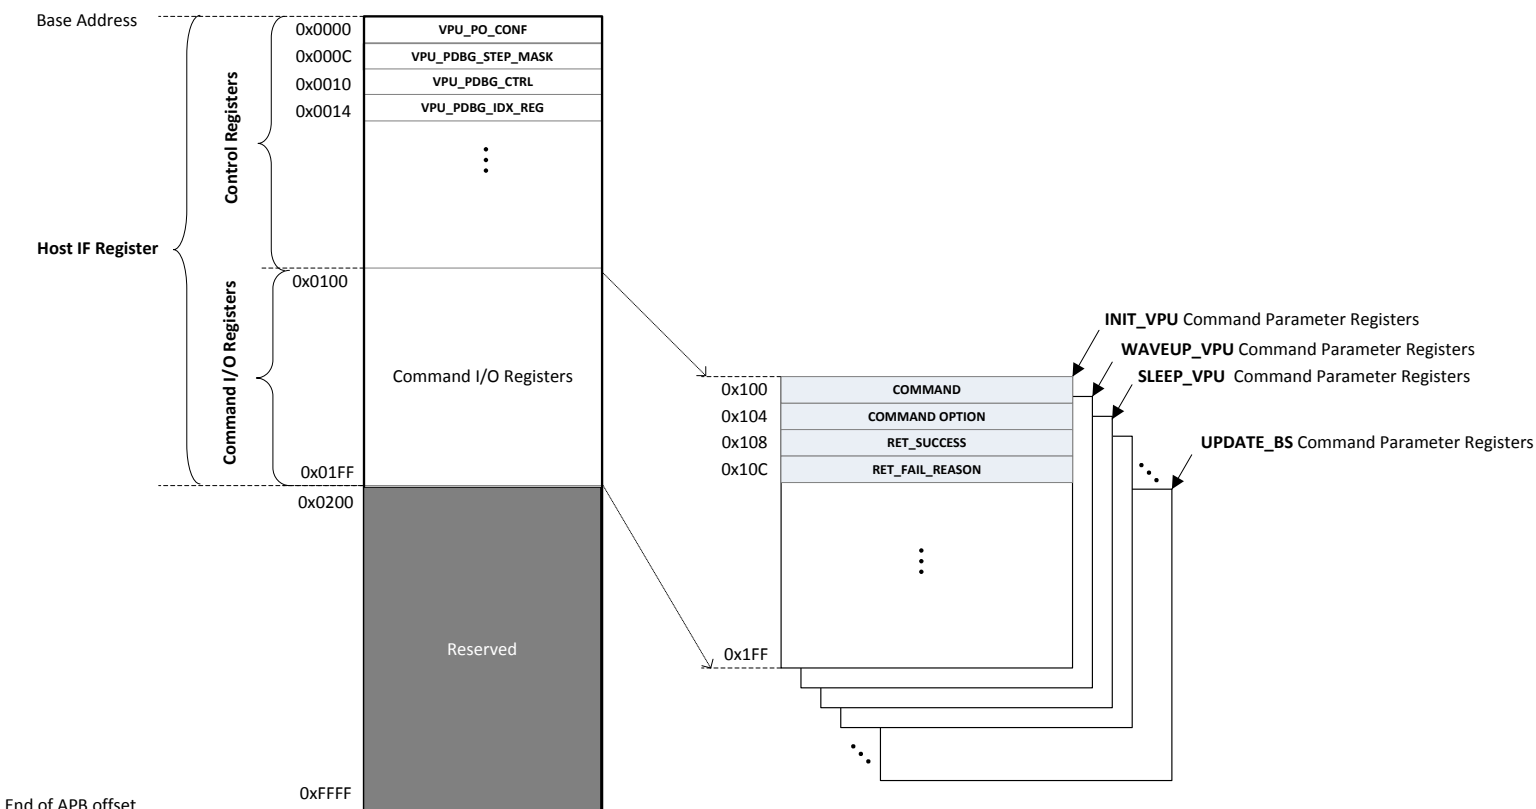 Base Address
0x0000 VPU_PO_CONF
0x000C VPU_PDBG_STEP_MASK
0x0010 VPU_PDBG_CTRL
0x0014 VPU_PDBG_IDX_REG
Control Registers
Host IF Register
0x0100
Command I/O Registers
Command I/O Registers
0x01FF
0x0200
Reserved
0xFFFF
End of APB offset
INIT_VPU Command Parameter Registers
WAVEUP_VPU Command Parameter Registers
SLEEP_VPU Command Parameter Registers
UPDATE_BS Command Parameter Registers
0x100 COMMAND
0x104 COMMAND OPTION
0x108 RET_SUCCESS
0x10C RET_FAIL_REASON
0x1FF